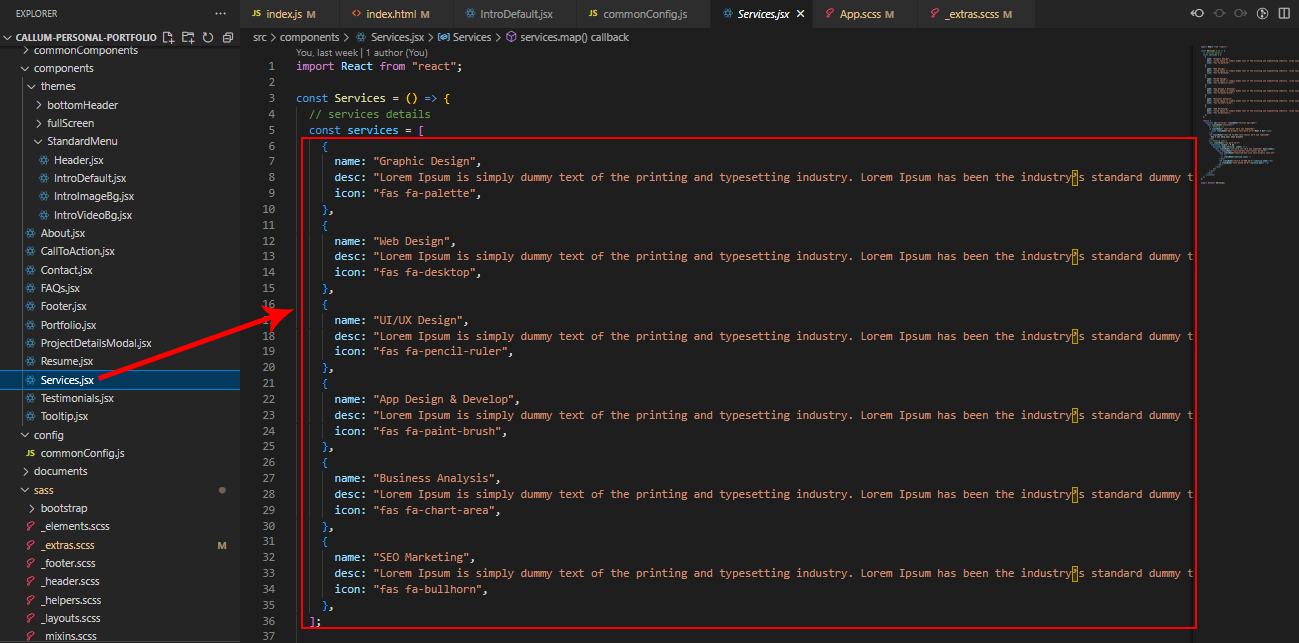 EXPLORER
CALLUM-PERSONAL-PORTFOLIO
commonComponents
components
themes
bottomHeader
fullScreen
StandardMenu
Header.jsx
IntroDefault.jsx
IntroImageBg.jsx
IntroVideoBg.jsx
About.jsx
CallToAction.jsx
Contact.jsx
FAQs.jsx
Footer.jsx
Portfolio.jsx
ProjectDetailsModal.jsx
Resume.jsx
Services.jsx
Testimonials.jsx
Tooltip.jsx
config
JS commonConfig.js
documents
sass
bootstrap
_elements.scss
_extras.scss M
_footer.scss
_header.scss
_helpers.scss
_layouts.scss
_mixins.scss
JS index.js M <> index.html M IntroDefault.jsx JS commonConfig.js Services.jsx App.scss M _extras.scss M
src > components > Services.jsx > Services > services.map() callback
You, last week | 1 author (You)
1 import React from "react";
2
3 const Services = () => {
4 // services details
5 const services = [
6 {
7 name: "Graphic Design",
8 desc: "Lorem Ipsum is simply dummy text of the printing and typesetting industry. Lorem Ipsum has been the industry's standard dummy t
9 icon: "fas fa-palette",
10 },
11 {
12 name: "Web Design",
13 desc: "Lorem Ipsum is simply dummy text of the printing and typesetting industry. Lorem Ipsum has been the industry's standard dummy t
14 icon: "fas fa-desktop",
15 },
16 {
name: "UI/UX Design",
18 desc: "Lorem Ipsum is simply dummy text of the printing and typesetting industry. Lorem Ipsum has been the industry's standard dummy t
19 icon: "fas fa-pencil-ruler",
20 },
21 {
22 name: "App Design & Develop",
23 desc: "Lorem Ipsum is simply dummy text of the printing and typesetting industry. Lorem Ipsum has been the industry's standard dummy t
24 icon: "fas fa-paint-brush",
25 },
26 {
27 name: "Business Analysis",
28 desc: "Lorem Ipsum is simply dummy text of the printing and typesetting industry. Lorem Ipsum has been the industry's standard dummy t
29 icon: "fas fa-chart-area",
30 },
31 {
32 name: "SEO Marketing",
33 desc: "Lorem Ipsum is simply dummy text of the printing and typesetting industry. Lorem Ipsum has been the industry's standard dummy t
34 icon: "fas fa-bullhorn",
35 },
36 ];
37